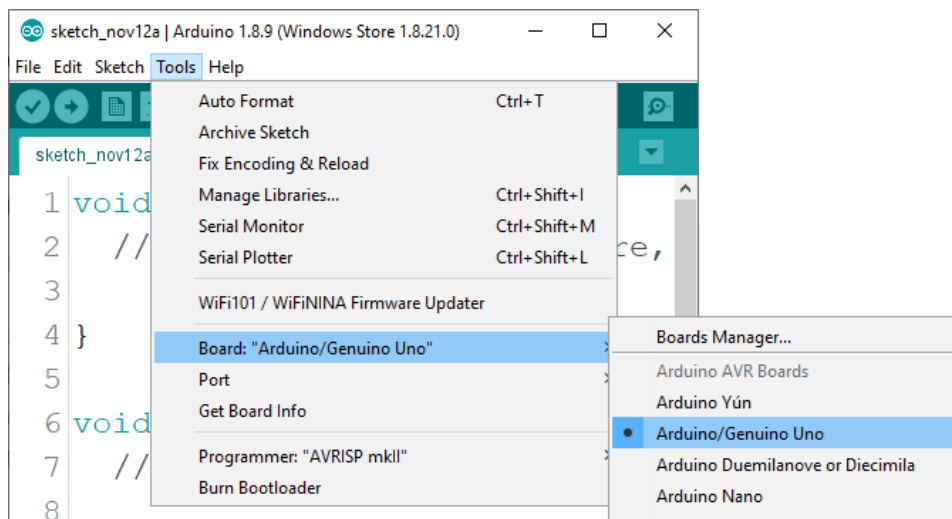 sketch_nov12a | Arduino 1.8.9 (Windows Store 1.8.21.0)
File Edit Sketch Tools Help
sketch_nov12a
Auto Format Ctrl+T
Archive Sketch
Fix Encoding & Reload
Manage Libraries... Ctrl+Shift+I
Serial Monitor Ctrl+Shift+M
Serial Plotter Ctrl+Shift+L
WiFi101 / WiFiNINA Firmware Updater
Board: "Arduino/Genuino Uno"
Port
Get Board Info
Programmer: "AVRISP mkII"
Burn Bootloader
Boards Manager...
Arduino AVR Boards
Arduino Yún
Arduino/Genuino Uno
Arduino Duemilanove or Diecimila
Arduino Nano
1 void
2 // re,
3
4 }
5
6 void
7 //
8